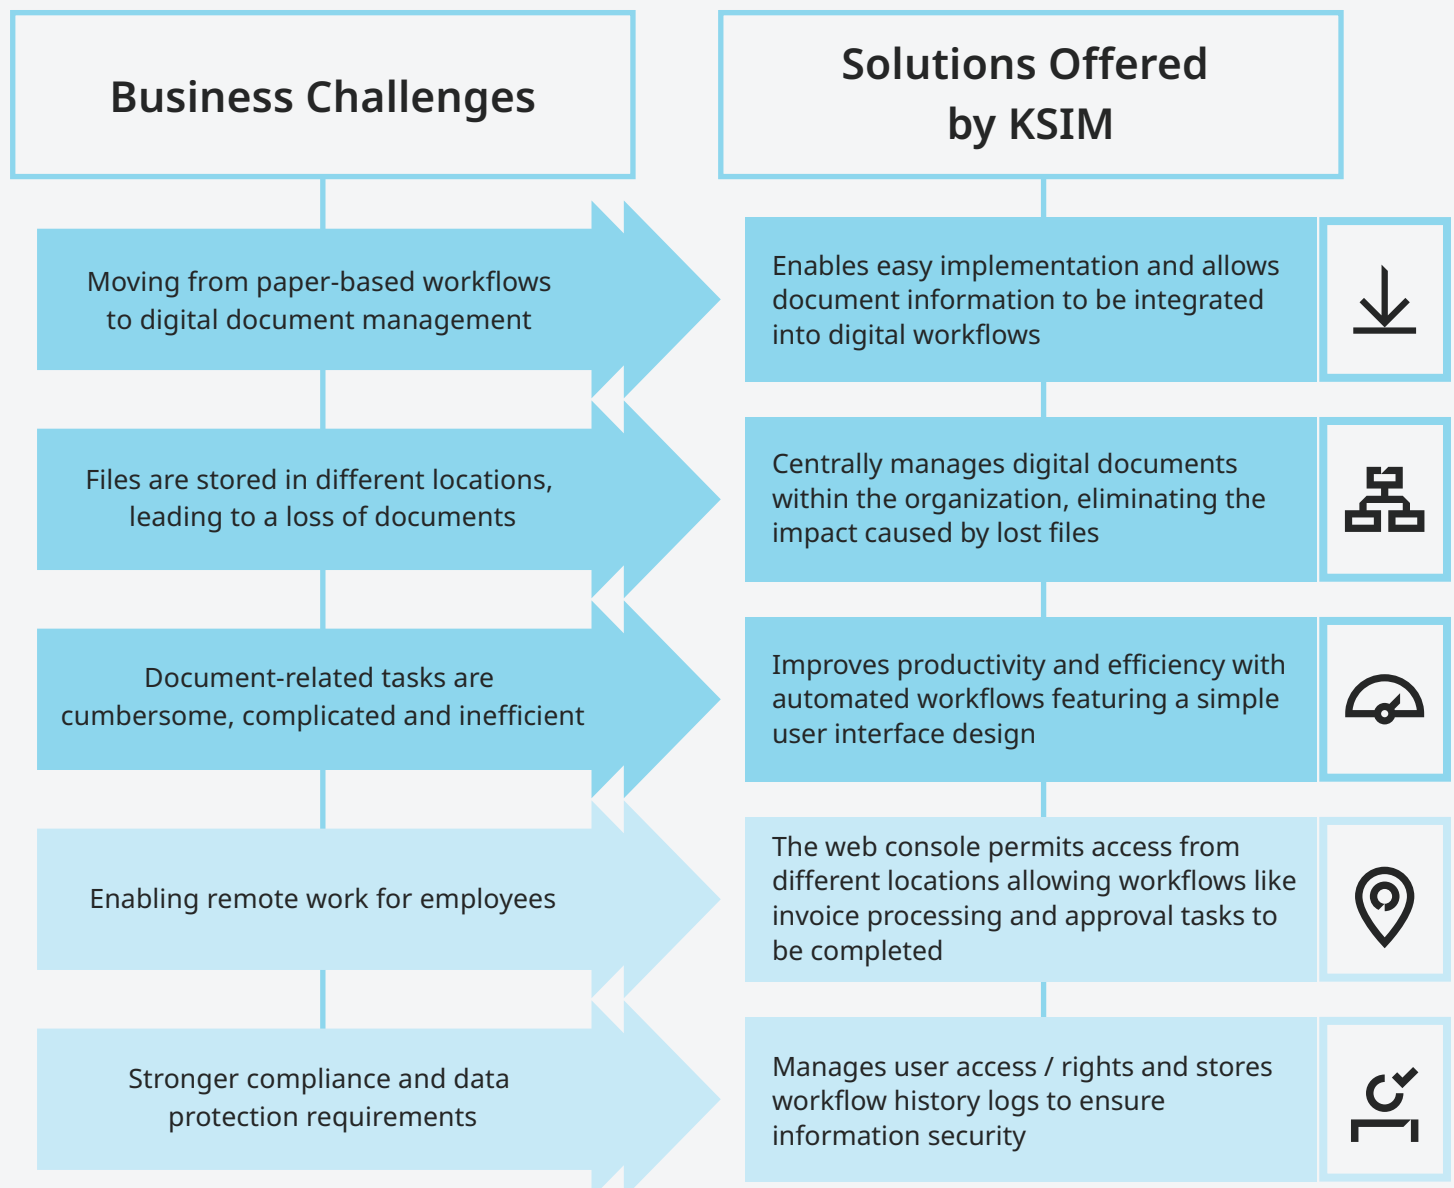 Business Challenges
Solutions Offered
by KSIM
Moving from paper-based workflows
to digital document management
Enables easy implementation and allows
document information to be integrated
into digital workflows
Files are stored in different locations,
leading to a loss of documents
Centrally manages digital documents
within the organization, eliminating the
impact caused by lost files
Document-related tasks are
cumbersome, complicated and inefficient
Improves productivity and efficiency with
automated workflows featuring a simple
user interface design
Enabling remote work for employees
The web console permits access from
different locations allowing workflows like
invoice processing and approval tasks to
be completed
Stronger compliance and data
protection requirements
Manages user access / rights and stores
workflow history logs to ensure
information security